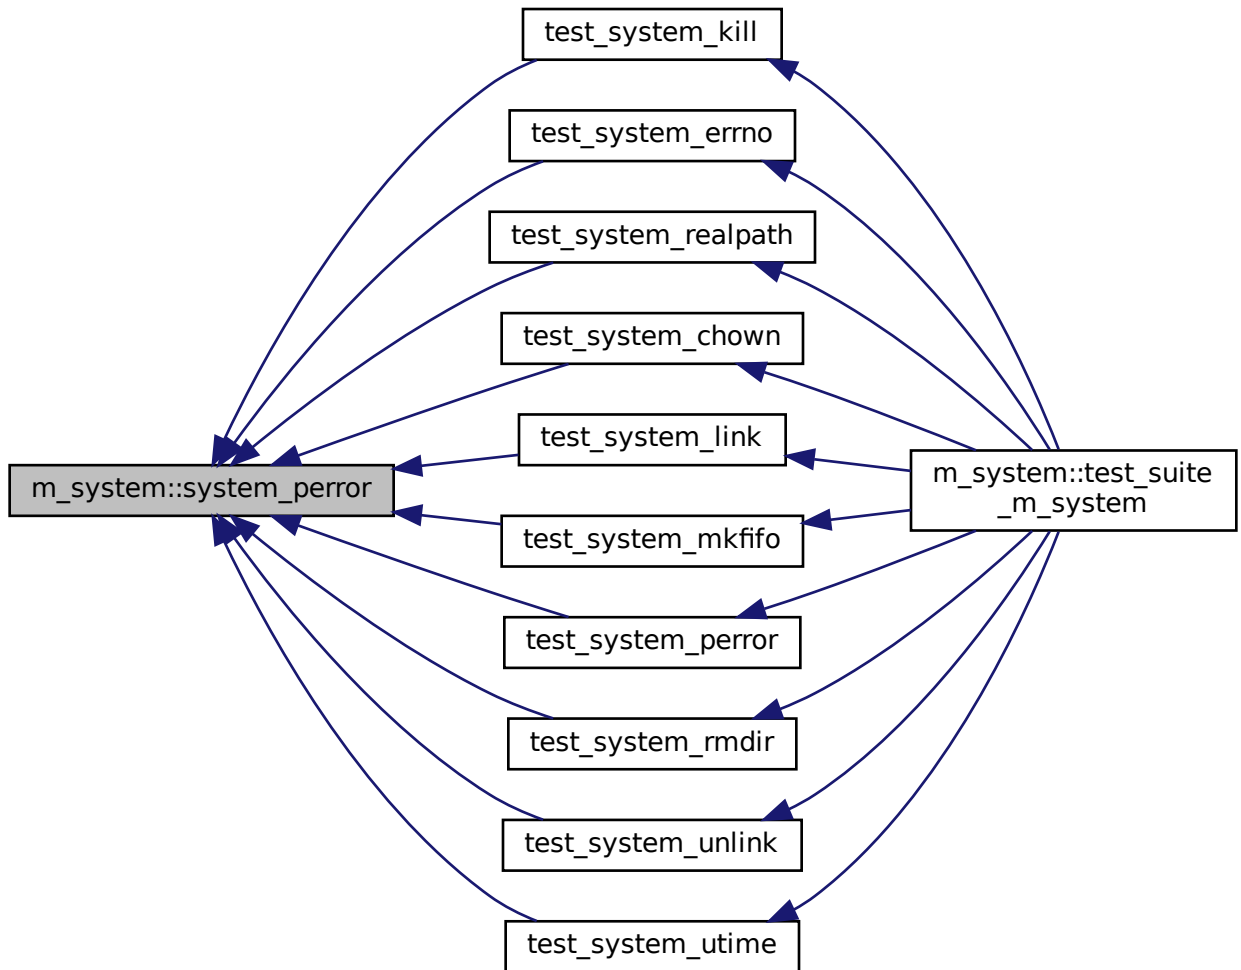 test_system_kill
test_system_errno
test_system_realpath
test_system_chown
test_system_link
m_system::system_perror
m_system::test_suite
_m_system
test_system_mkfifo
test_system_perror
test_system_rmdir
test_system_unlink
test_system_utime